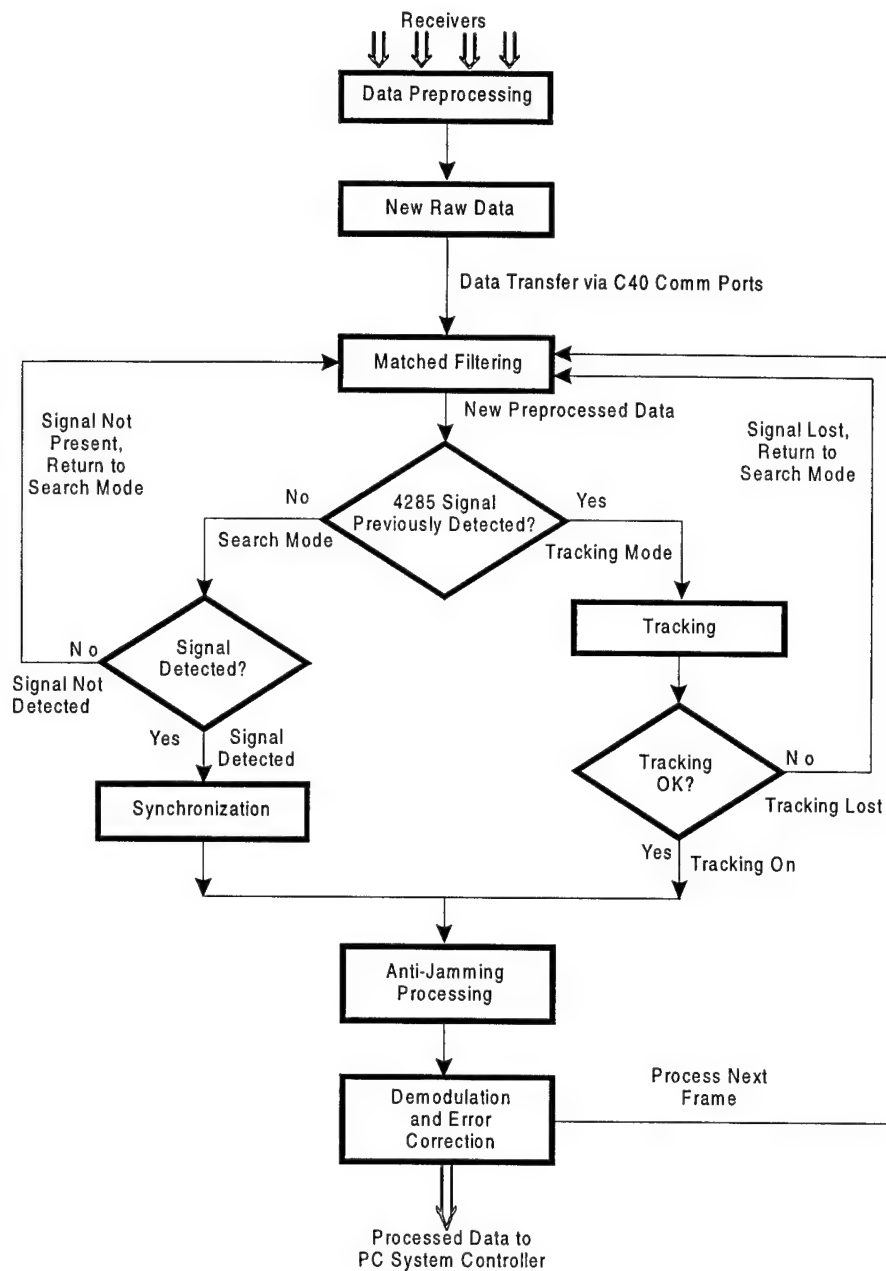 Receivers
Data Preprocessing
New Raw Data
Data Transfer via C40 Comm Ports
Matched Filtering
New Preprocessed Data
Signal Not
Present,
Return to
Search Mode
Signal Lost,
Return to
Search Mode
No
4285 Signal
Previously Detected?
Yes
Search Mode
Tracking Mode
Tracking
No
Signal
Detected?
Signal Not
Detected
Yes
Signal
Detected
Tracking
OK?
No
Tracking Lost
Synchronization
Yes
Tracking On
Anti-Jamming
Processing
Demodulation
and Error
Correction
Process Next
Frame
Processed Data to
PC System Controller